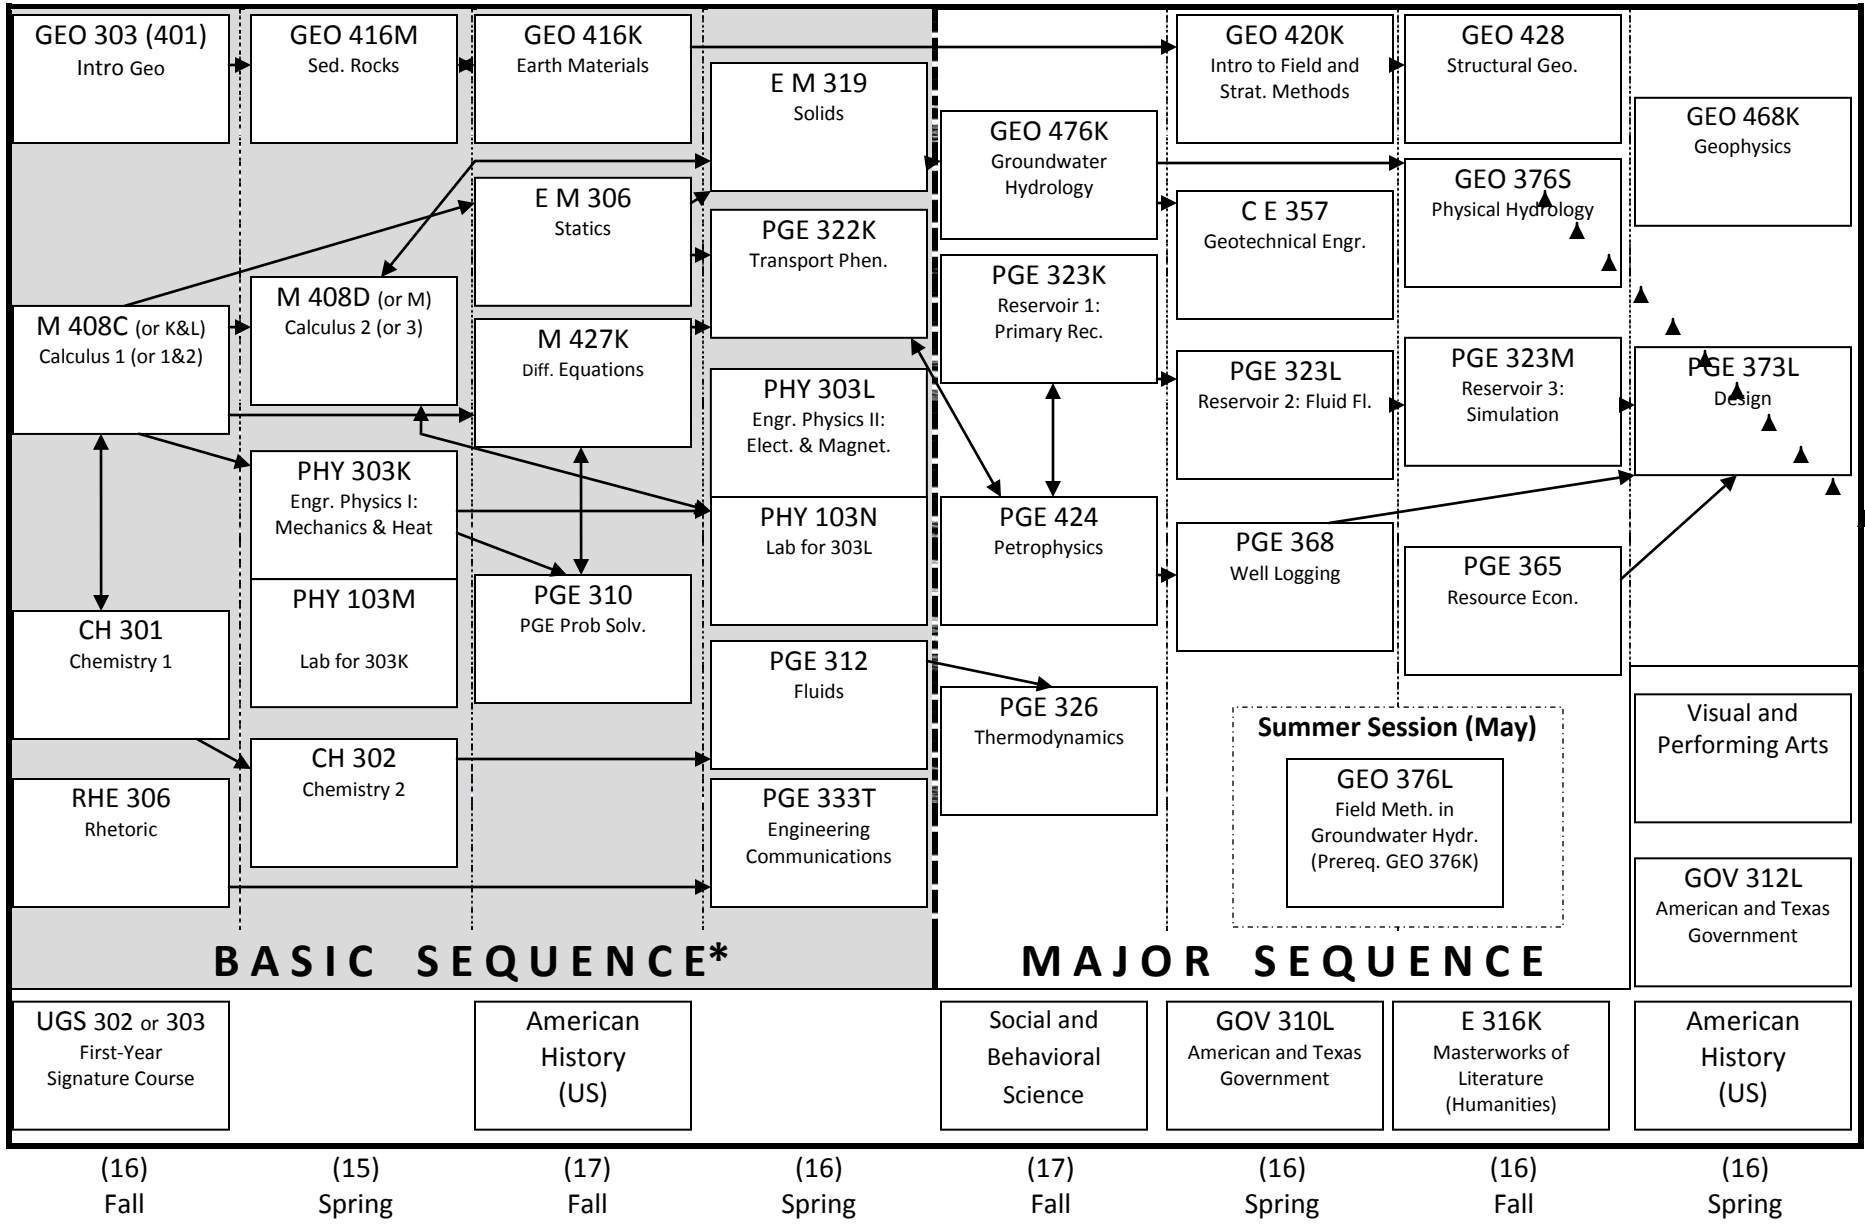 GEO 303 (401)
Intro Geo
M 408C (or K&L)
Calculus 1 (or 1&2)
CH 301
Chemistry 1
RHE 306
Rhetoric
GEO 416M
Sed. Rocks
M 408D (or M)
Calculus 2 (or 3)
PHY 303K
Engr. Physics I:
Mechanics & Heat
PHY 103M
Lab for 303K
CH 302
Chemistry 2
GEO 416K
Earth Materials
E M 306
Statics
M 427K
Diff. Equations
PGE 310
PGE Prob Solv.
E M 319
Solids
PGE 322K
Transport Phen.
PHY 303L
Engr. Physics II:
Elect. & Magnet.
PHY 103N
Lab for 303L
PGE 312
Fluids
PGE 333T
Engineering
Communications
BASIC SEQUENCE*
GEO 476K
Groundwater
Hydrology
PGE 323K
Reservoir 1:
Primary Rec.
PGE 424
Petrophysics
PGE 326
Thermodynamics
GEO 420K
Intro to Field and
Strat. Methods
C E 357
Geotechnical Engr.
PGE 323L
Reservoir 2: Fluid Fl.
PGE 368
Well Logging
GEO 428
Structural Geo.
GEO 376S
Physical Hydrology
PGE 323M
Reservoir 3:
Simulation
PGE 365
Resource Econ.
Summer Session (May)
GEO 376L
Field Meth. in
Groundwater Hydr.
(Prereq. GEO 376K)
MAJOR SEQUENCE
GEO 468K
Geophysics
PGE 373L
Design
Visual and
Performing Arts
GOV 312L
American and Texas
Government
UGS 302 or 303
First-Year
Signature Course
American
History
(US)
Social and
Behavioral
Science
GOV 310L
American and Texas
Government
E 316K
Masterworks of
Literature
(Humanities)
American
History
(US)
(16)
Fall
(15)
Spring
(17)
Fall
(16)
Spring
(17)
Fall
(16)
Spring
(16)
Fall
(16)
Spring